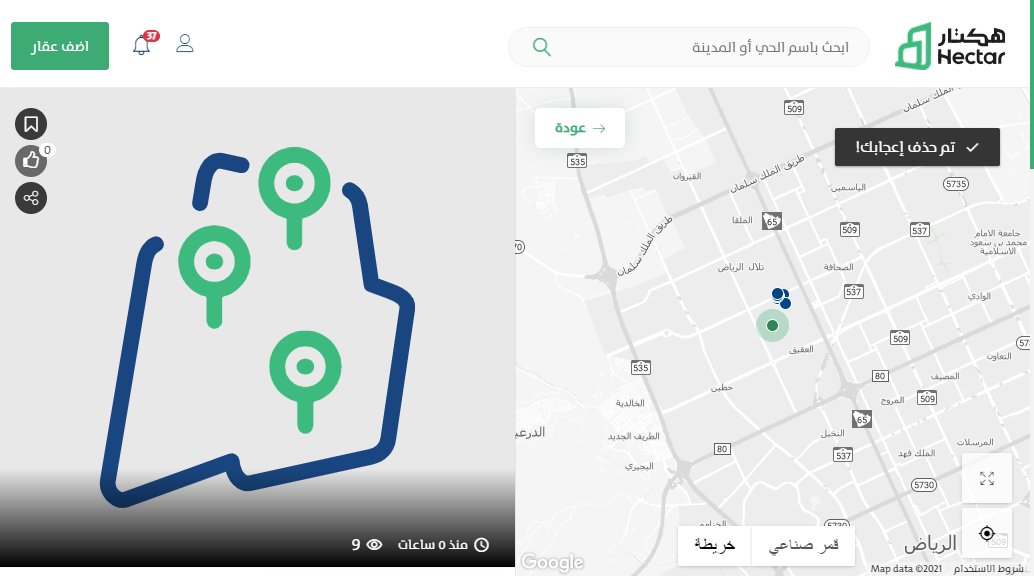 هكتار
Hectar
ابحث باسم الحي أو المدينة
37
اضف عقار
0
عودة
تم حذف إعجابك!
طريق الملك سلمان
509
535
القيروان
طريق الملك سلمان
الياسمين
5735
الملقا
65
509
537
جامعة الامام
محمد بن سعود
الاسلامية
طريق الملك سلمان
70
تلال الرياض
الصحافة
537
الوادي
509
العقيق
التعاون
535
80
المصيف
حطين
509
المروج
الخالدية
65
النخيل
الطريف الجديد
80
المرسلات
537
الملك فهد
البجيري
5730
الرياض
509
خريطة
قمر صناعي
Google
Map data ©2021
شروط الاستخدام
منذ 0 ساعات
9